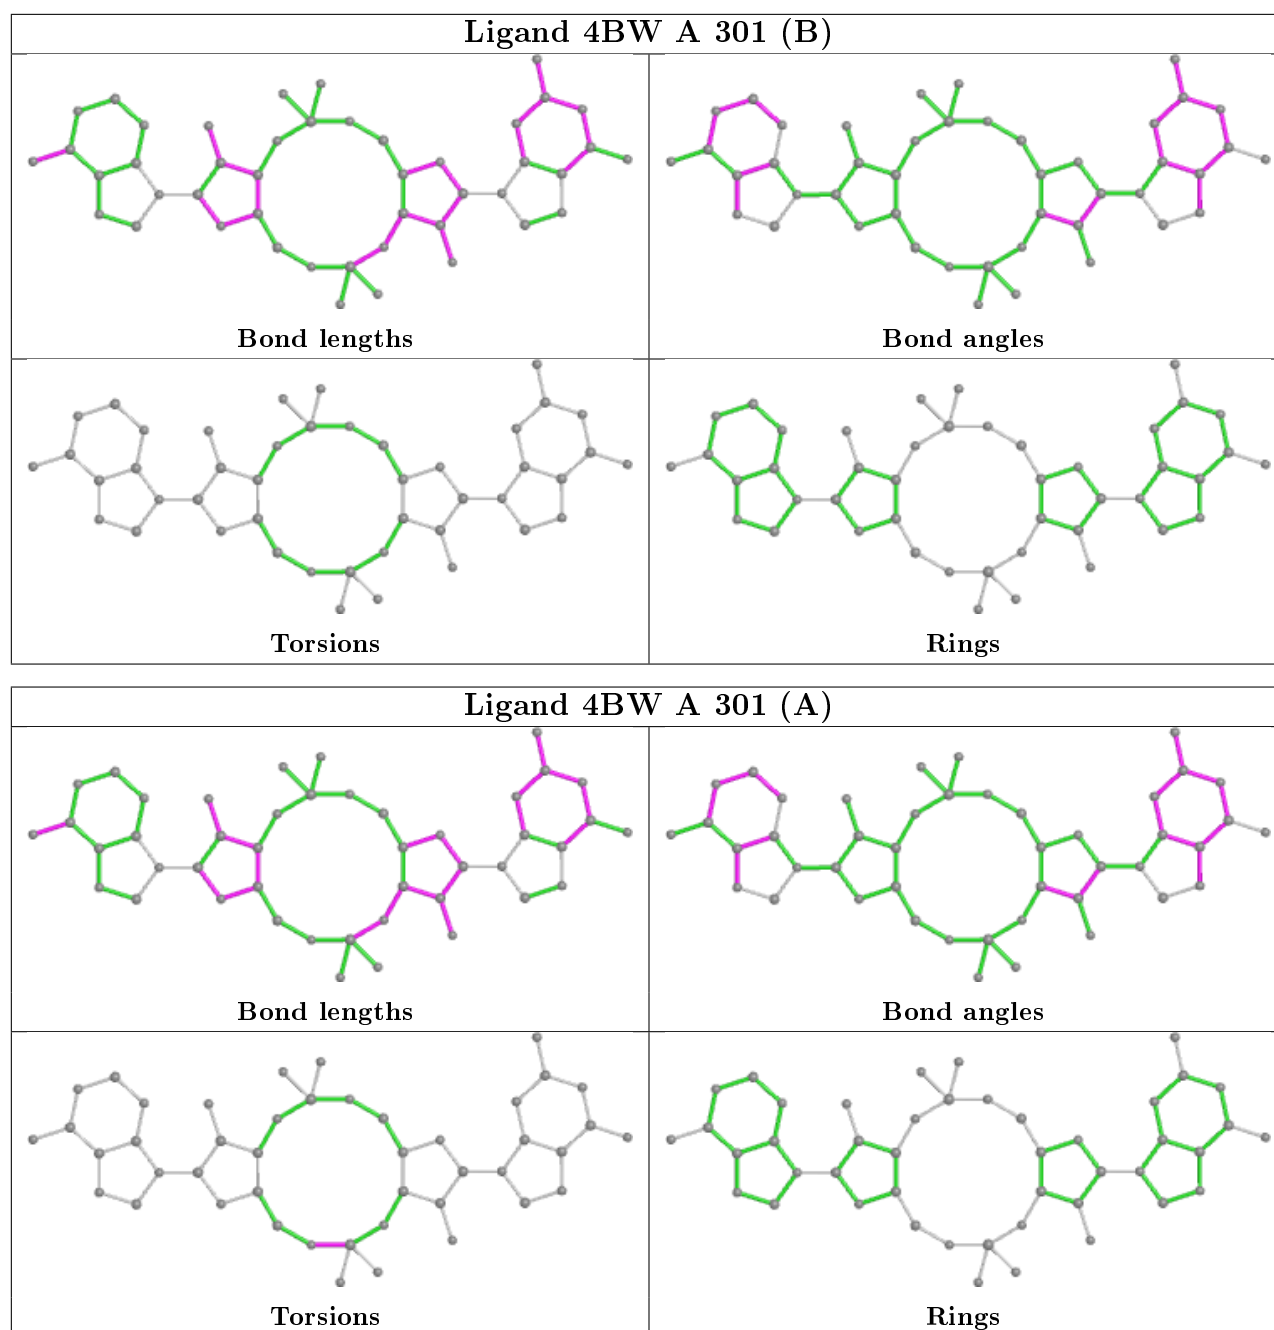 Ligand 4BW A 301 (B)
Bond lengths
Bond angles
Torsions
Rings
Ligand 4BW A 301 (A)
Bond lengths
Bond angles
Torsions
Rings